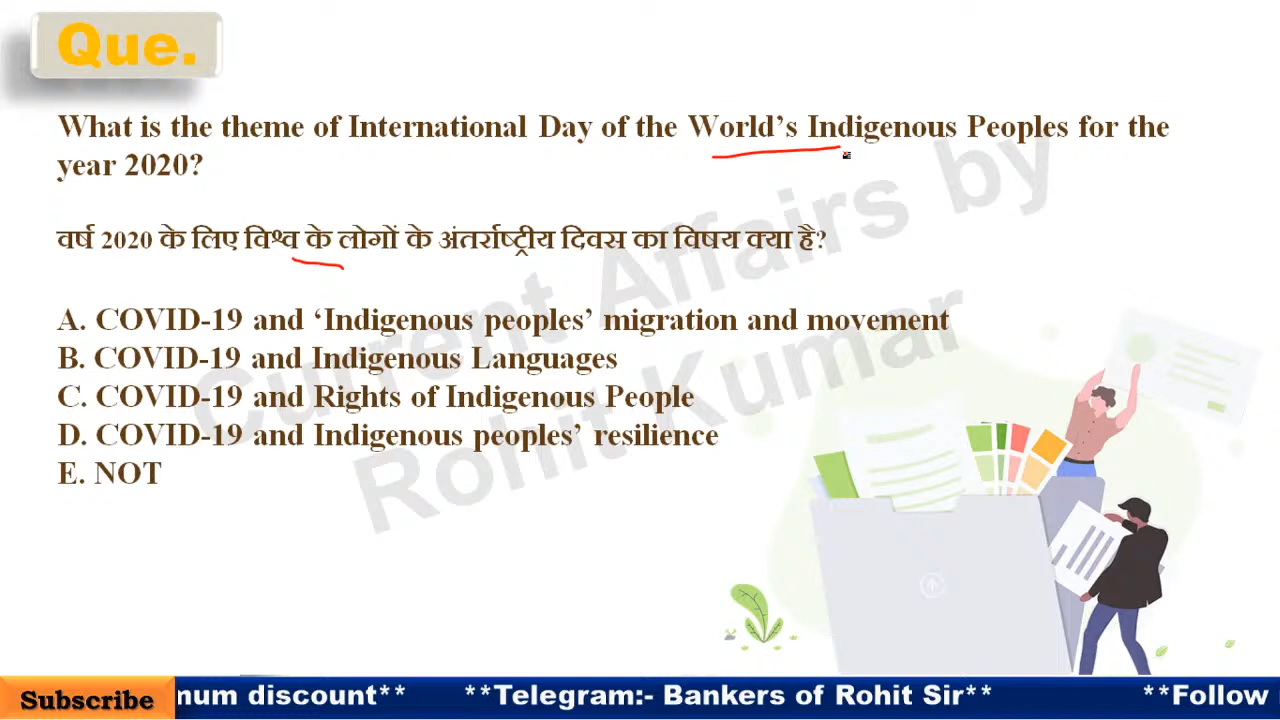 Que.
What is the theme of International Day of the World’s Indigenous Peoples for the
year 2020?
वर्ष 2020 के लिए विश्व के लोगों के अंतर्राष्ट्रीय दिवस का विषय क्या है?
A. COVID-19 and ‘Indigenous peoples’ migration and movement
B. COVID-19 and Indigenous Languages
C. COVID-19 and Rights of Indigenous People
D. COVID-19 and Indigenous peoples’ resilience
E. NOT
Current Affairs by
Rohit Kumar
Subscribe
num discount** **Telegram:- Bankers of Rohit Sir** **Follow